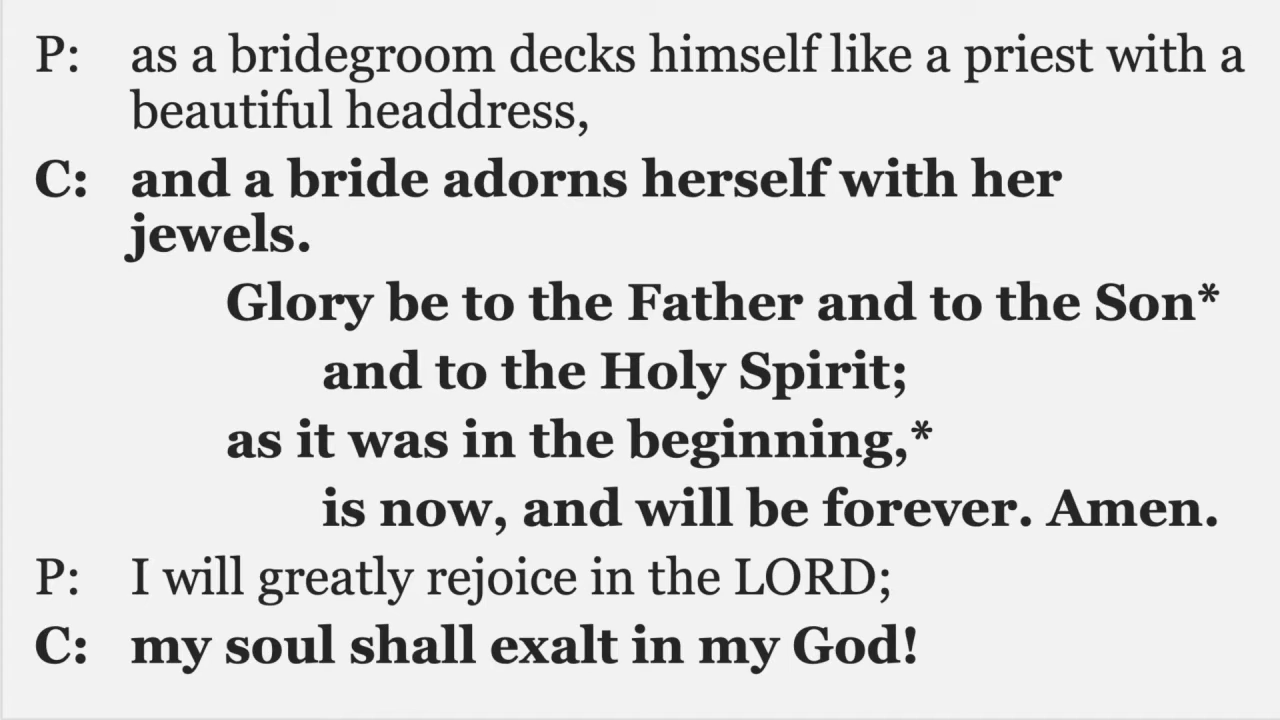 P: as a bridegroom decks himself like a priest with a
beautiful headdress,
C: and a bride adorns herself with her
jewels.
Glory be to the Father and to the Son*
and to the Holy Spirit;
as it was in the beginning,*
is now, and will be forever. Amen.
P: I will greatly rejoice in the LORD;
C: my soul shall exalt in my God!